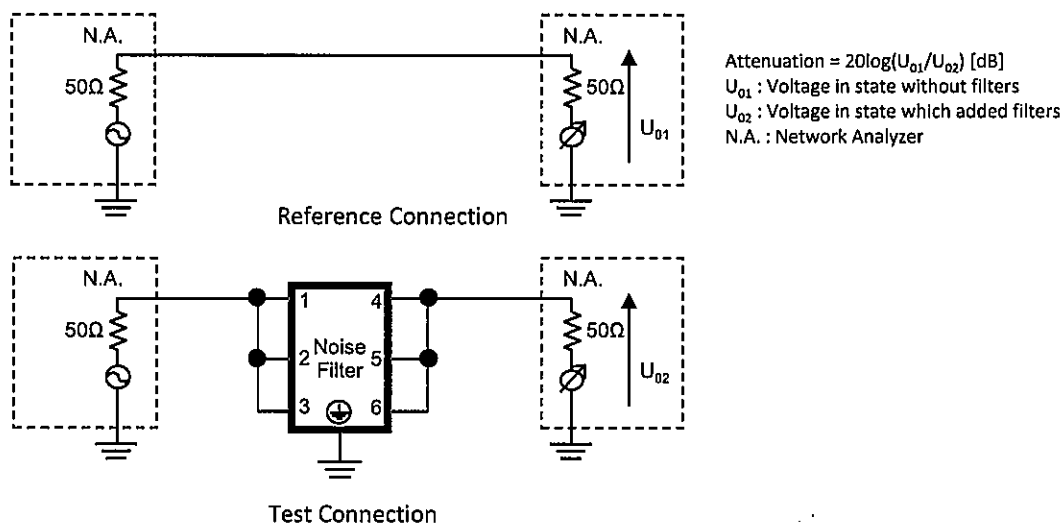 N.A.
50Ω
N.A.
50Ω
U01
Attenuation = 20log(U01/U02) [dB]
U01 : Voltage in state without filters
U02 : Voltage in state which added filters
N.A. : Network Analyzer
Reference Connection
N.A.
50Ω
1
4
2
Noise
Filter
5
3
6
N.A.
50Ω
U02
Test Connection